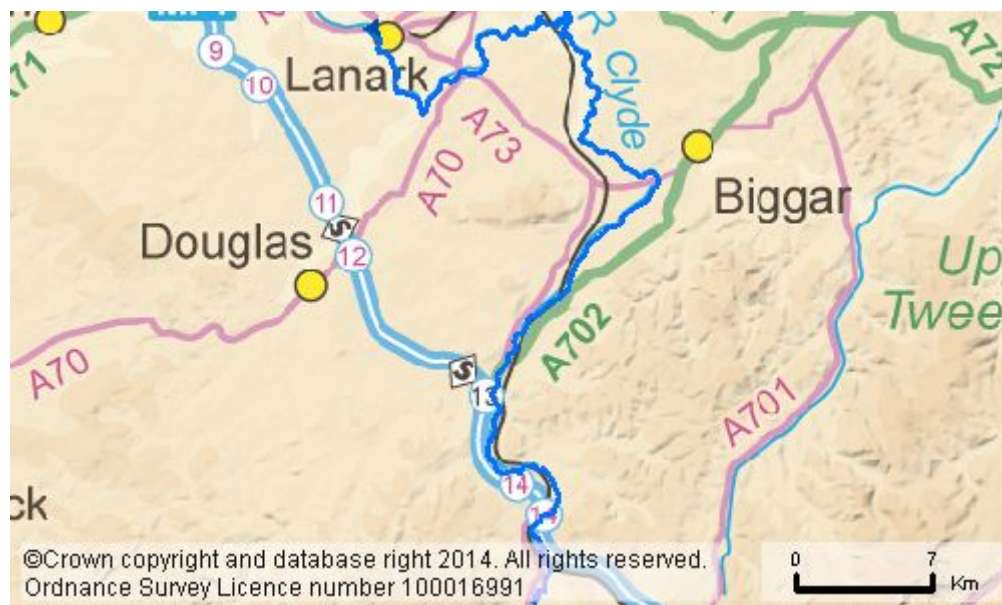 9
10
Lanark
R Clyde
A72
A71
A73
A70
11
S
12
Douglas
Biggar
Up
Twee
A70
A702
S
13
A701
14
ck
©Crown copyright and database right 2014. All rights reserved.
Ordnance Survey Licence number 100016991
0 7
Km